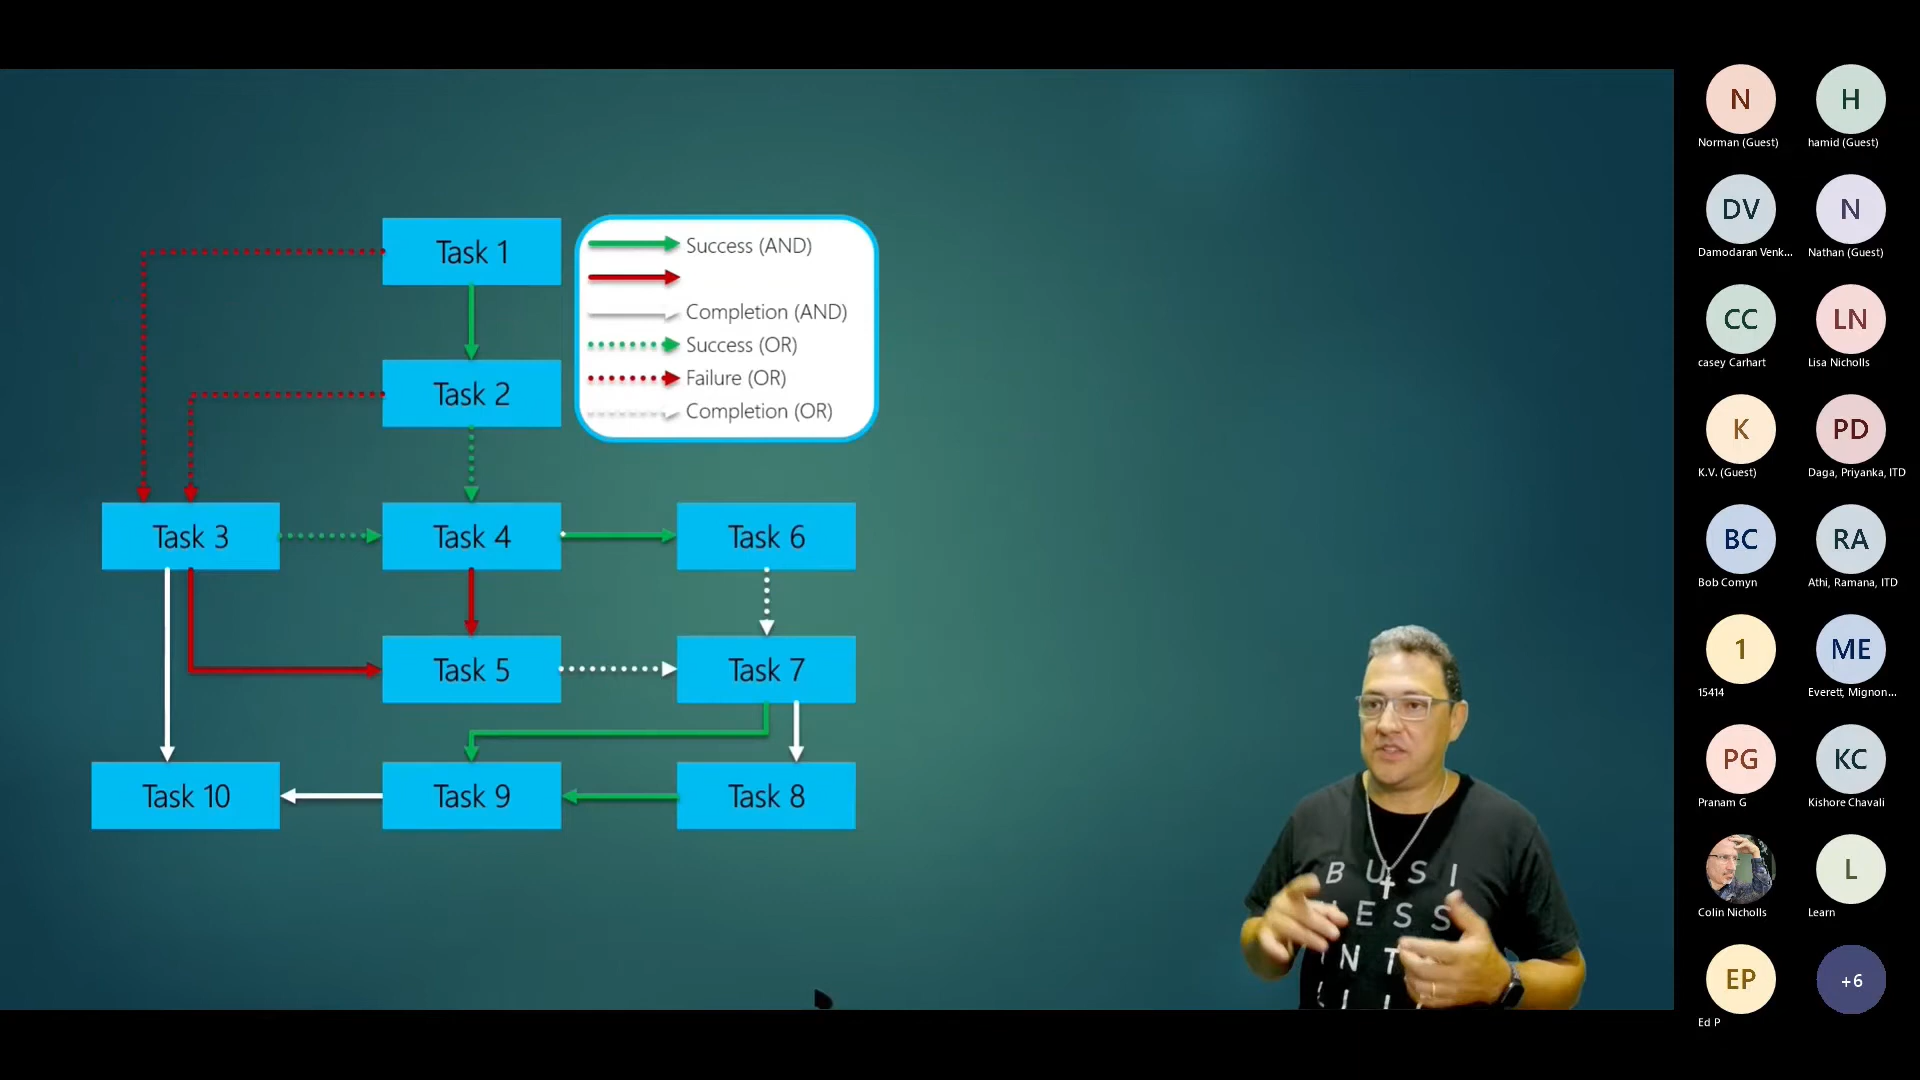 Task 1
Success (AND)
Completion (AND)
Success (OR)
Task 2
Failure (OR)
Completion (OR)
Task 3
Task 4
Task 6
Task 5
Task 7
Task 10
Task 9
Task 8
BUSI
NESS
INT
N
Norman (Guest)
H
hamid (Guest)
DV
Damodaran Venk...
N
Nathan (Guest)
CC
casey Carhart
LN
Lisa Nicholls
K
K.V. (Guest)
PD
Daga, Priyanka, ITD
BC
Bob Comyn
RA
Athi, Ramana, ITD
1
15414
ME
Everett, Mignon...
PG
Pranam G
KC
Kishore Chavali
Colin Nicholls
L
Learn
EP
Ed P
+6